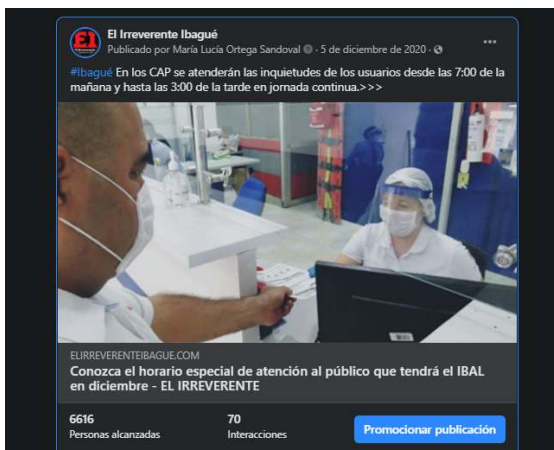 El Irreverente Ibagué
Publicado por María Lucía Ortega Sandoval · 5 de diciembre de 2020 ·
#Ibagué En los CAP se atenderán las inquietudes de los usuarios desde las 7:00 de la
mañana y hasta las 3:00 de la tarde en jornada continua.>>>
ELIRREVERENTEIBAGUE.COM
Conozca el horario especial de atención al público que tendrá el IBAL
en diciembre - EL IRREVERENTE
6616
Personas alcanzadas
70
Interacciones
Promocionar publicación